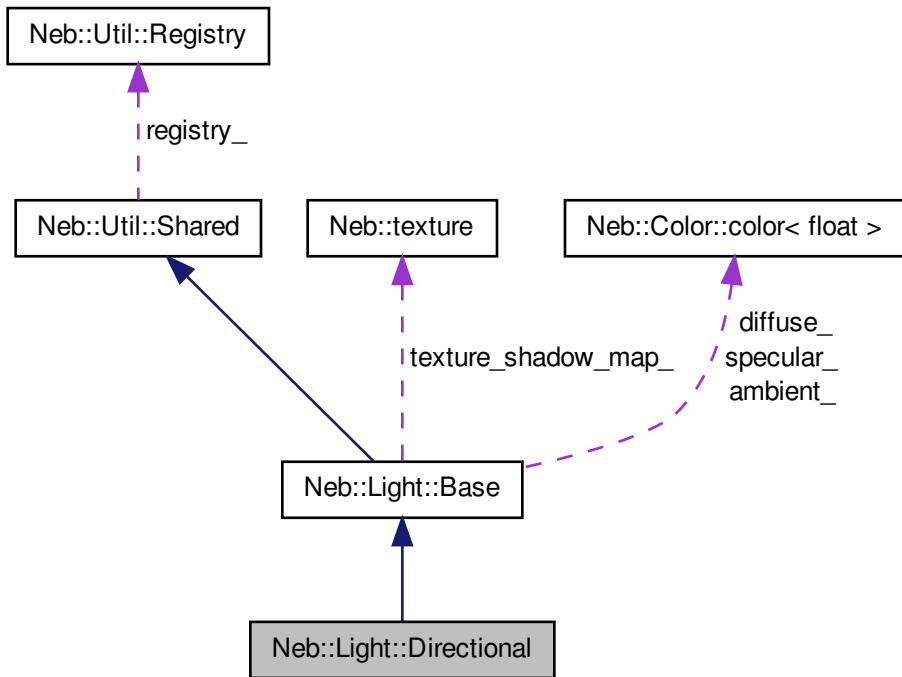 Neb::Util::Registry
registry_
Neb::Util::Shared
Neb::texture
Neb::Color::color< float >
diffuse_
specular_
ambient_
texture_shadow_map_
Neb::Light::Base
Neb::Light::Directional